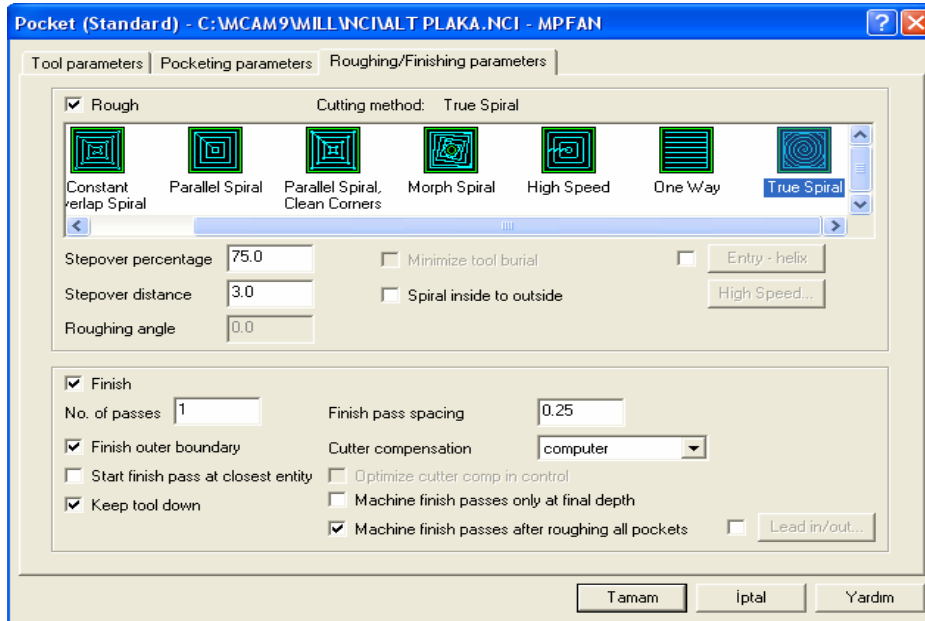 Pocket (Standard) - C:\MCAM9\MILL\NCI\ALT PLAKA.NCI - MPFAN
Tool parameters Pocketing parameters Roughing/Finishing parameters
Rough Cutting method: True Spiral
Constant Parallel Spiral Parallel Spiral, Morph Spiral High Speed One Way True Spiral
verlap Spiral Clean Corners
Stepover percentage 75.0 Minimize tool burial Entry - helix
Stepover distance 3.0 Spiral inside to outside High Speed...
Roughing angle 0.0
Finish
No. of passes 1 Finish pass spacing 0.25
Finish outer boundary Cutter compensation computer
Start finish pass at closest entity Optimize cutter comp in control
Keep tool down Machine finish passes only at final depth
Machine finish passes after roughing all pockets Lead in/out...
Tamam İptal Yardım